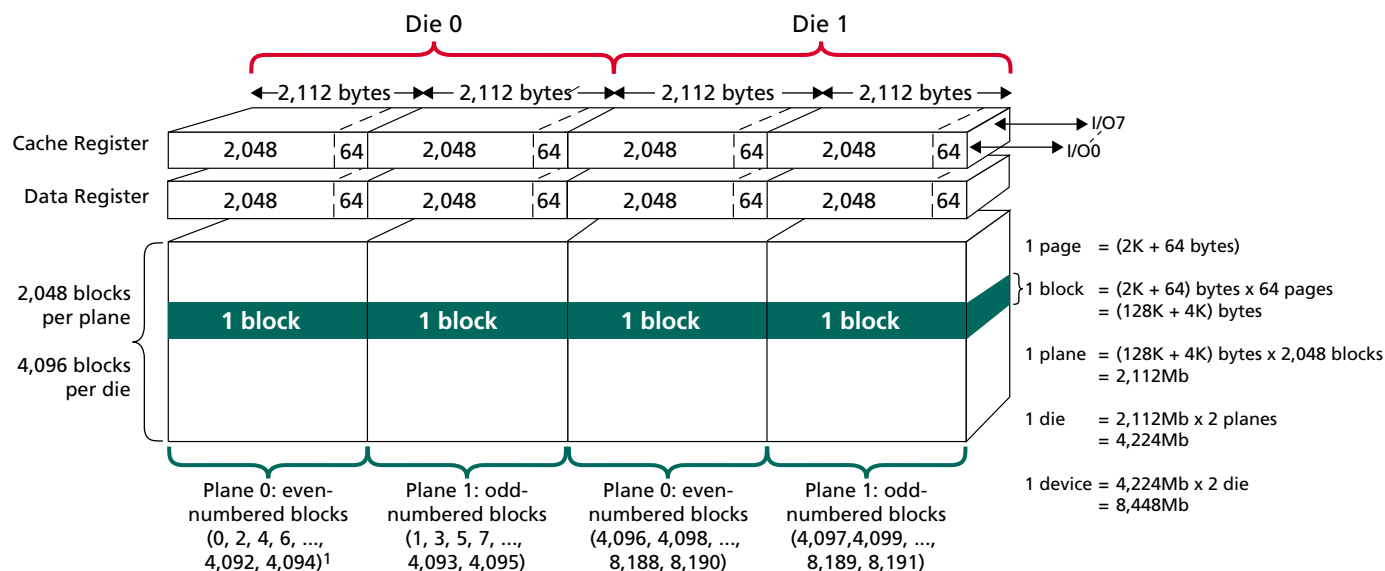 Die 0
Die 1
2,112 bytes
2,112 bytes
2,112 bytes
2,112 bytes
Cache Register
2,048
64
2,048
64
2,048
64
2,048
64
I/O7
I/O0
Data Register
2,048
64
2,048
64
2,048
64
2,048
64
2,048 blocks
per plane
4,096 blocks
per die
1 block
1 block
1 block
1 block
1 page = (2K + 64 bytes)
1 block = (2K + 64) bytes x 64 pages
= (128K + 4K) bytes
1 plane = (128K + 4K) bytes x 2,048 blocks
= 2,112Mb
1 die = 2,112Mb x 2 planes
= 4,224Mb
1 device = 4,224Mb x 2 die
= 8,448Mb
Plane 0: even-
numbered blocks
(0, 2, 4, 6, ...,
4,092, 4,094)1
Plane 1: odd-
numbered blocks
(1, 3, 5, 7, ...,
4,093, 4,095)
Plane 0: even-
numbered blocks
(4,096, 4,098, ...,
8,188, 8,190)
Plane 1: odd-
numbered blocks
(4,097,4,099, ...,
8,189, 8,191)